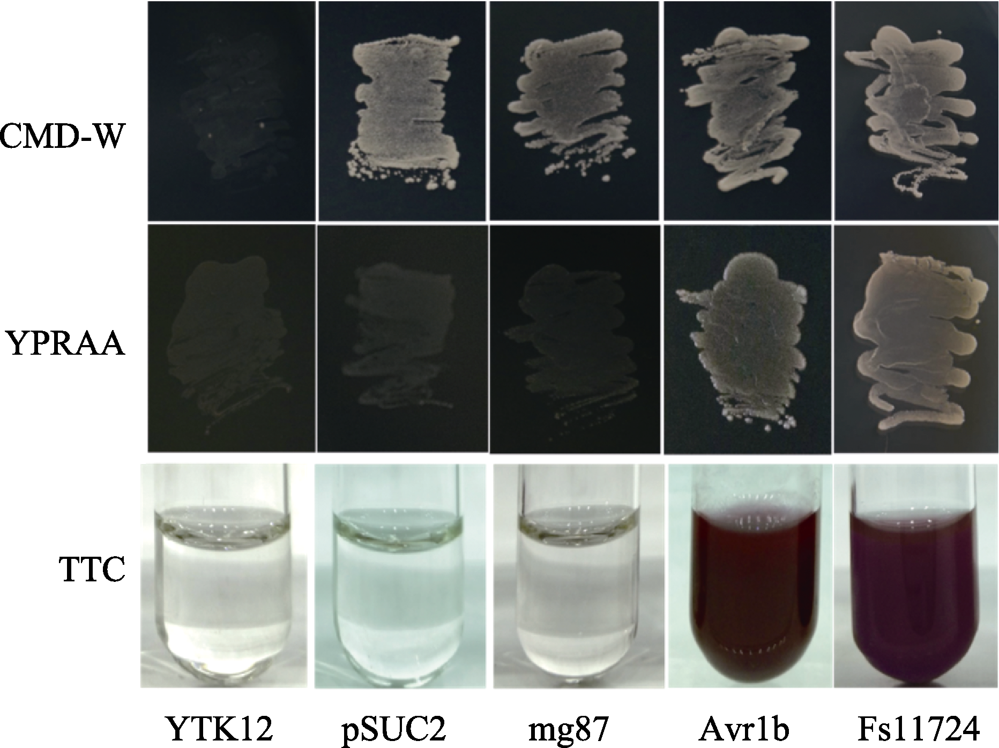 CMD-W
YPRAA
TTC
YTK12 pSUC2 mg87 Avr1b Fs11724